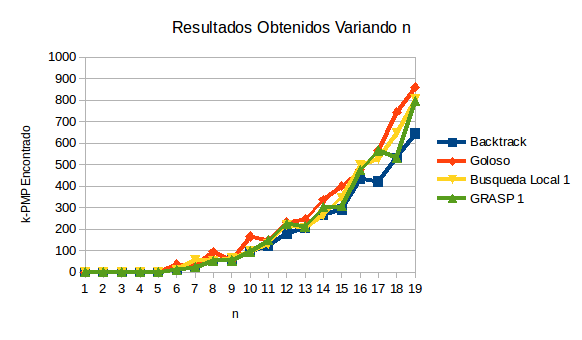 Resultados Obtenidos Variando n
k-PMP Encontrado
1000
900
800
700
600
500
400
300
200
100
0
1 2 3 4 5 6 7 8 9 10 11 12 13 14 15 16 17 18 19
n
Backtrack
Goloso
Busqueda Local 1
GRASP 1